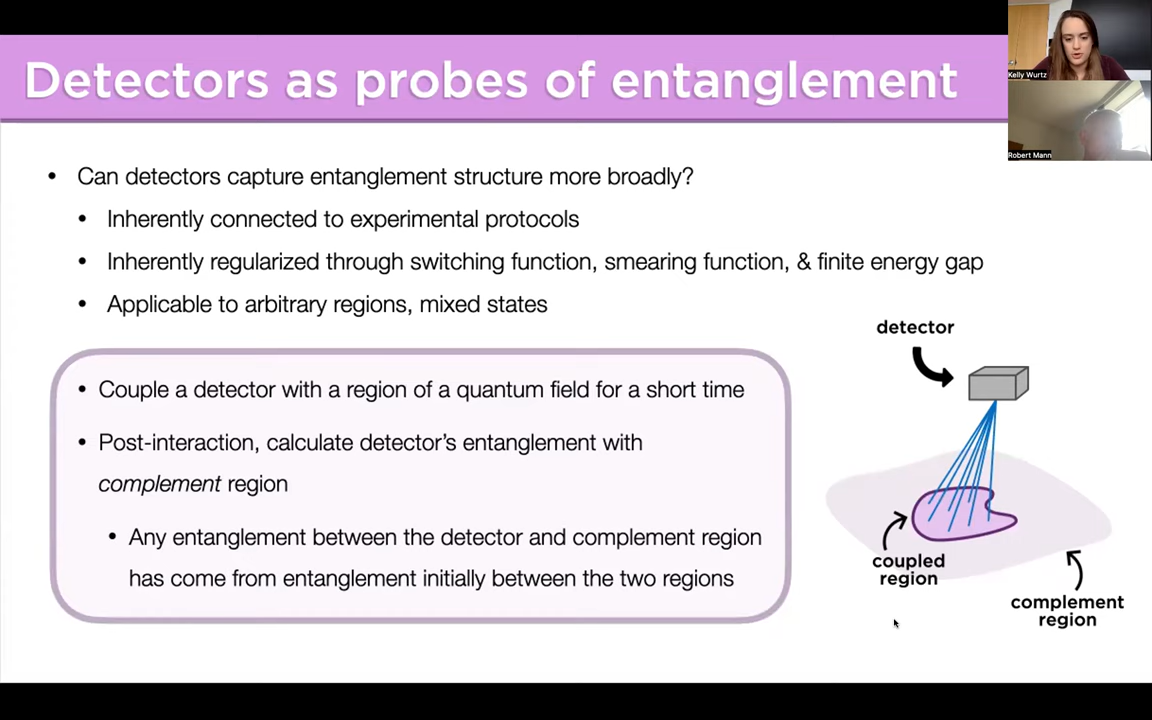 Detectors as probes of entanglement
Kelly Wurtz
Robert Mann
• Can detectors capture entanglement structure more broadly?
• Inherently connected to experimental protocols
• Inherently regularized through switching function, smearing function, & finite energy gap
• Applicable to arbitrary regions, mixed states
• Couple a detector with a region of a quantum field for a short time
• Post-interaction, calculate detector's entanglement with
complement region
• Any entanglement between the detector and complement region
has come from entanglement initially between the two regions
detector
coupled
region
complement
region